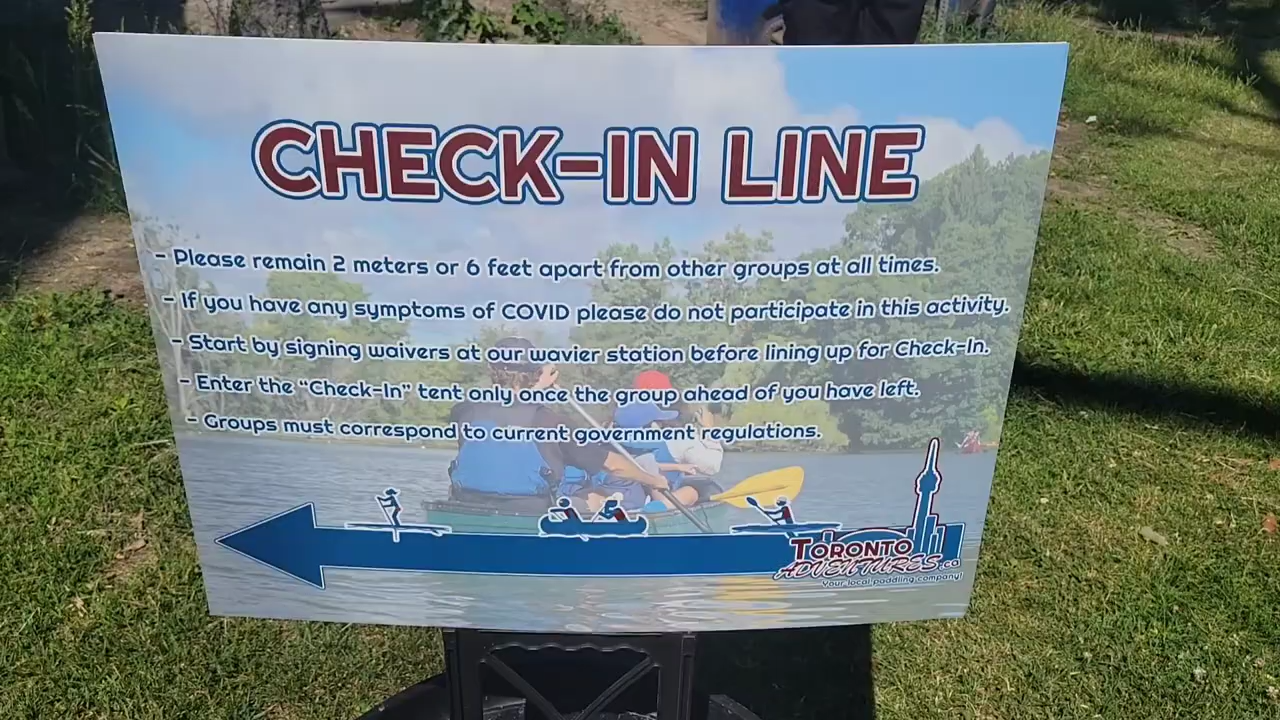 CHECK-IN LINE
- Please remain 2 meters or 6 feet apart from other groups at all times.
- If you have any symptoms of COVID please do not participate in this activity.
- Start by signing waivers at our wavier station before lining up for Check-In.
- Enter the “Check-In” tent only once the group ahead of you have left.
- Groups must correspond to current government regulations.
TORONTO
ADVENTURES.ca
Your local paddling company!